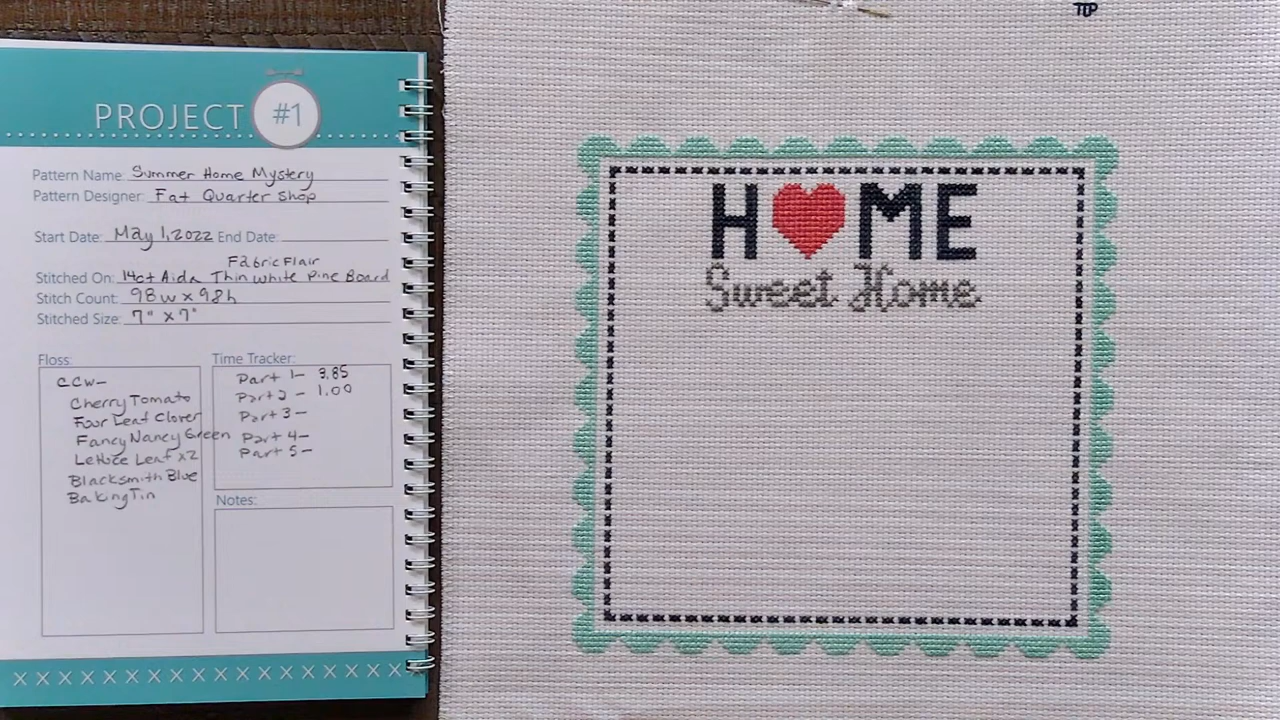 PROJECT #1
Pattern Name: Summer Home Mystery
Pattern Designer: Fat Quarter Shop
Start Date: May 1, 2022 End Date:
Fabric Flair
Stitched On: 14ct Aida Thin white Pine Board
Stitch Count: 98w x 98h
Stitched Size: 7" x 7"
Floss:
CCW-
Cherry Tomato
Four Leaf Clover
Fancy Nancy Green
Lettuce Leaf x2
Blacksmith Blue
Baking Tin
Time Tracker:
Part 1- 3.85
Part 2 - 1.00
Part 3-
Part 4-
Part 5-
Notes:
TOP
H ME
Sweet Home